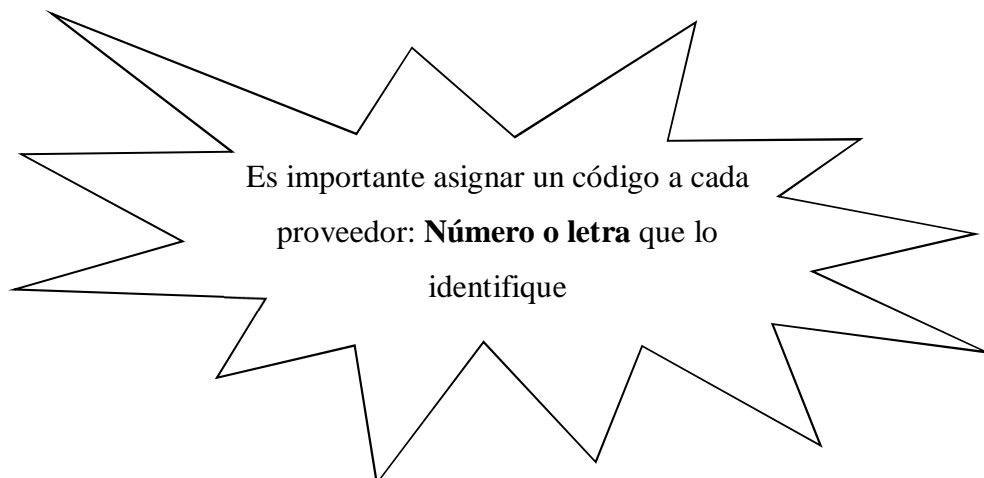 Es importante asignar un código a cada
proveedor: Número o letra que lo
identifique